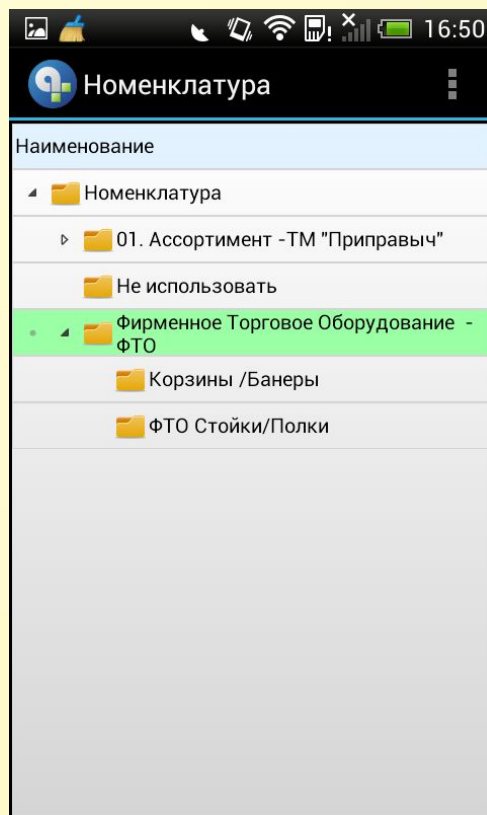 16:50
Номенклатура
Наименование
Номенклатура
01. Ассортимент -ТМ "Приправыч"
Не использовать
Фирменное Торговое Оборудование -
ФТО
Корзины /Банеры
ФТО Стойки/Полки